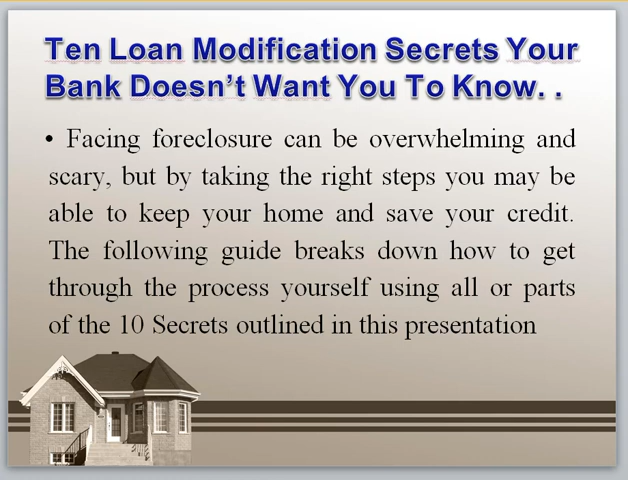 Ten Loan Modification Secrets Your
Bank Doesn’t Want You To Know. .
• Facing foreclosure can be overwhelming and
scary, but by taking the right steps you may be
able to keep your home and save your credit.
The following guide breaks down how to get
through the process yourself using all or parts
of the 10 Secrets outlined in this presentation